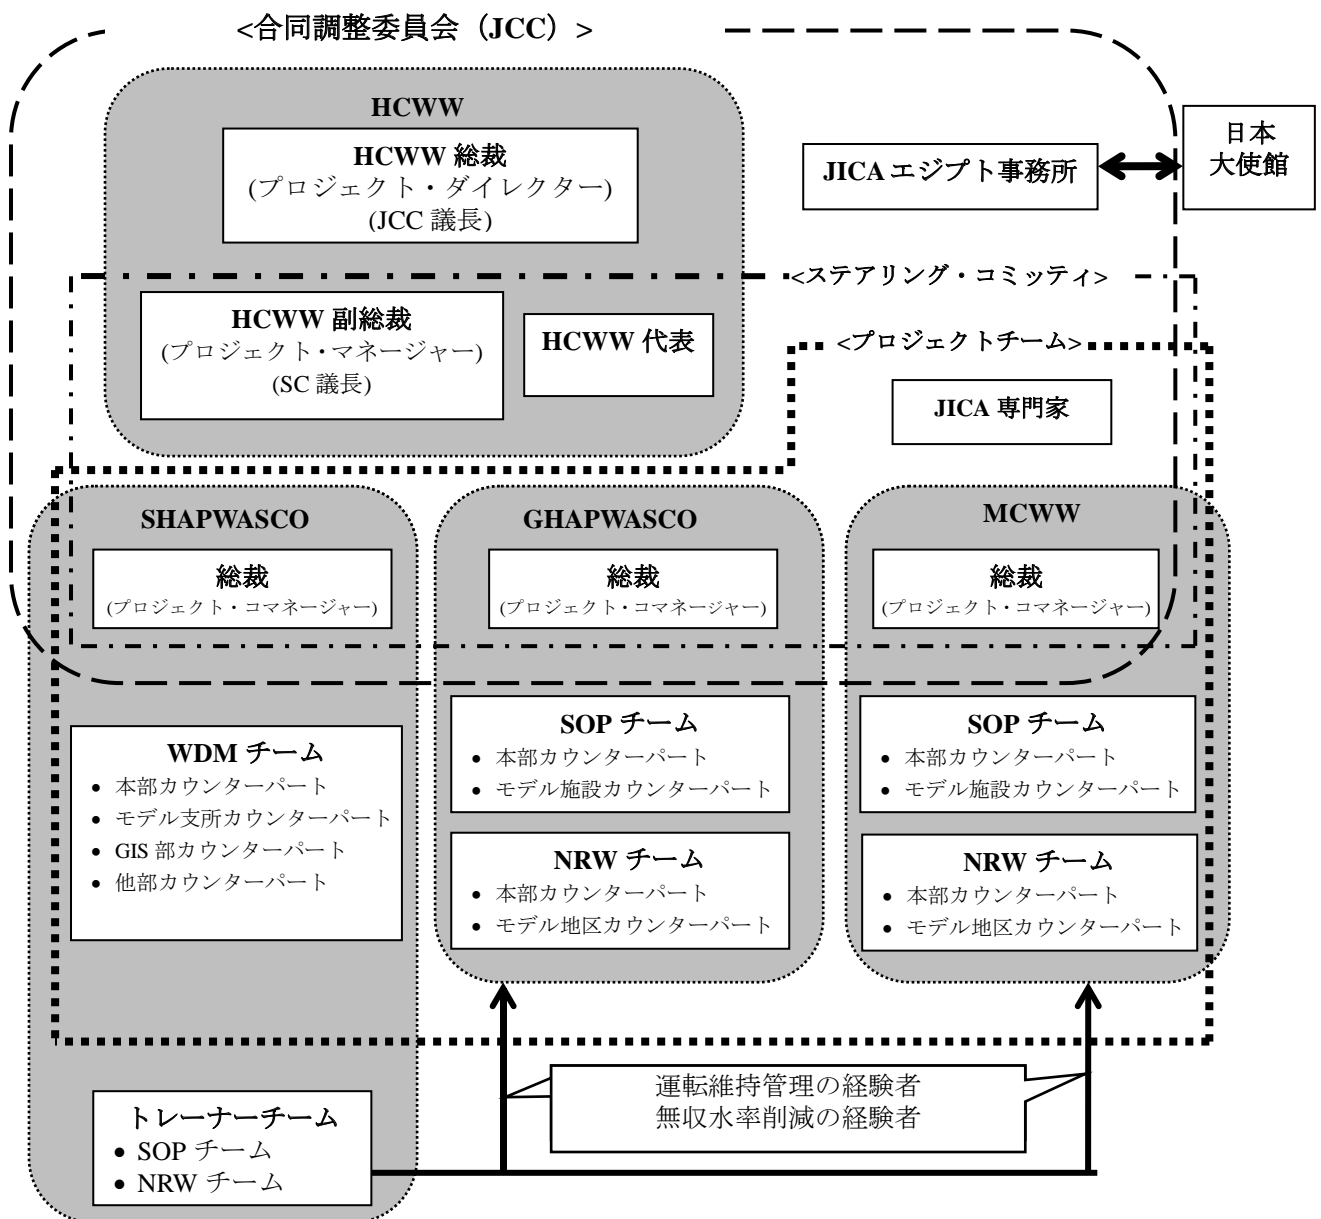 <合同調整委員会（JCC）>
HCWW
HCWW 総裁
(プロジェクト・ダイレクター)
(JCC 議長)
JICA エジプト事務所
日本
大使館
<ステアリング・コミッティ>
HCWW 副総裁
(プロジェクト・マネージャー)
(SC 議長)
HCWW 代表
<プロジェクトチーム>
JICA 専門家
SHAPWASCO
総裁
(プロジェクト・コマネージャー)
GHAPWASCO
総裁
(プロジェクト・コマネージャー)
MCWW
総裁
(プロジェクト・コマネージャー)
WDM チーム
• 本部カウンターパート
• モデル支所カウンターパート
• GIS 部カウンターパート
• 他部カウンターパート
SOP チーム
• 本部カウンターパート
• モデル施設カウンターパート
NRW チーム
• 本部カウンターパート
• モデル地区カウンターパート
SOP チーム
• 本部カウンターパート
• モデル施設カウンターパート
NRW チーム
• 本部カウンターパート
• モデル地区カウンターパート
トレーナーチーム
• SOP チーム
• NRW チーム
運転維持管理の経験者
無収水率削減の経験者